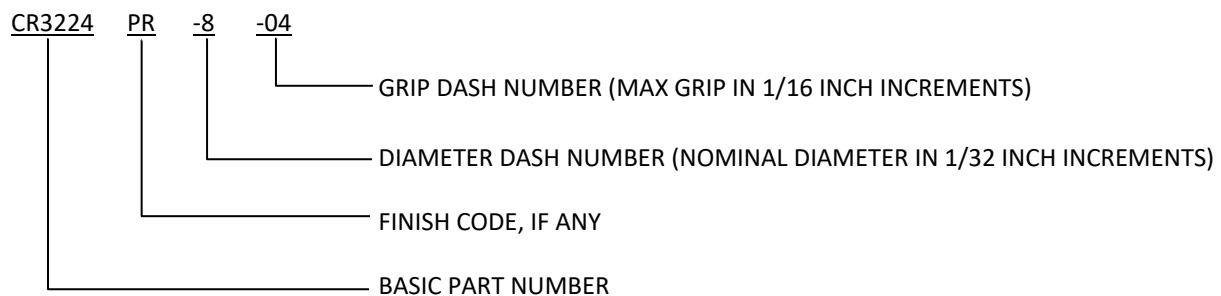 CR3224 PR -8 -04
GRIP DASH NUMBER (MAX GRIP IN 1/16 INCH INCREMENTS)
DIAMETER DASH NUMBER (NOMINAL DIAMETER IN 1/32 INCH INCREMENTS)
FINISH CODE, IF ANY
BASIC PART NUMBER